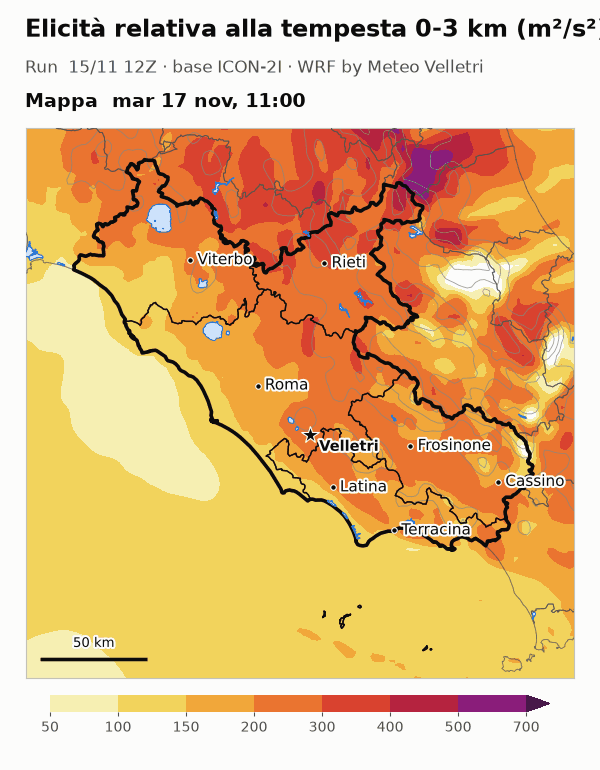 Elicità relativa alla tempesta 0-3 km (m²/s²)
Run 15/11 12Z · base ICON-2I · WRF by Meteo Velletri
Mappa mar 17 nov, 11:00
Viterbo
Rieti
Roma
Velletri
Frosinone
Latina
Cassino
Terracina
50 km
50 100 150 200 300 400 500 700